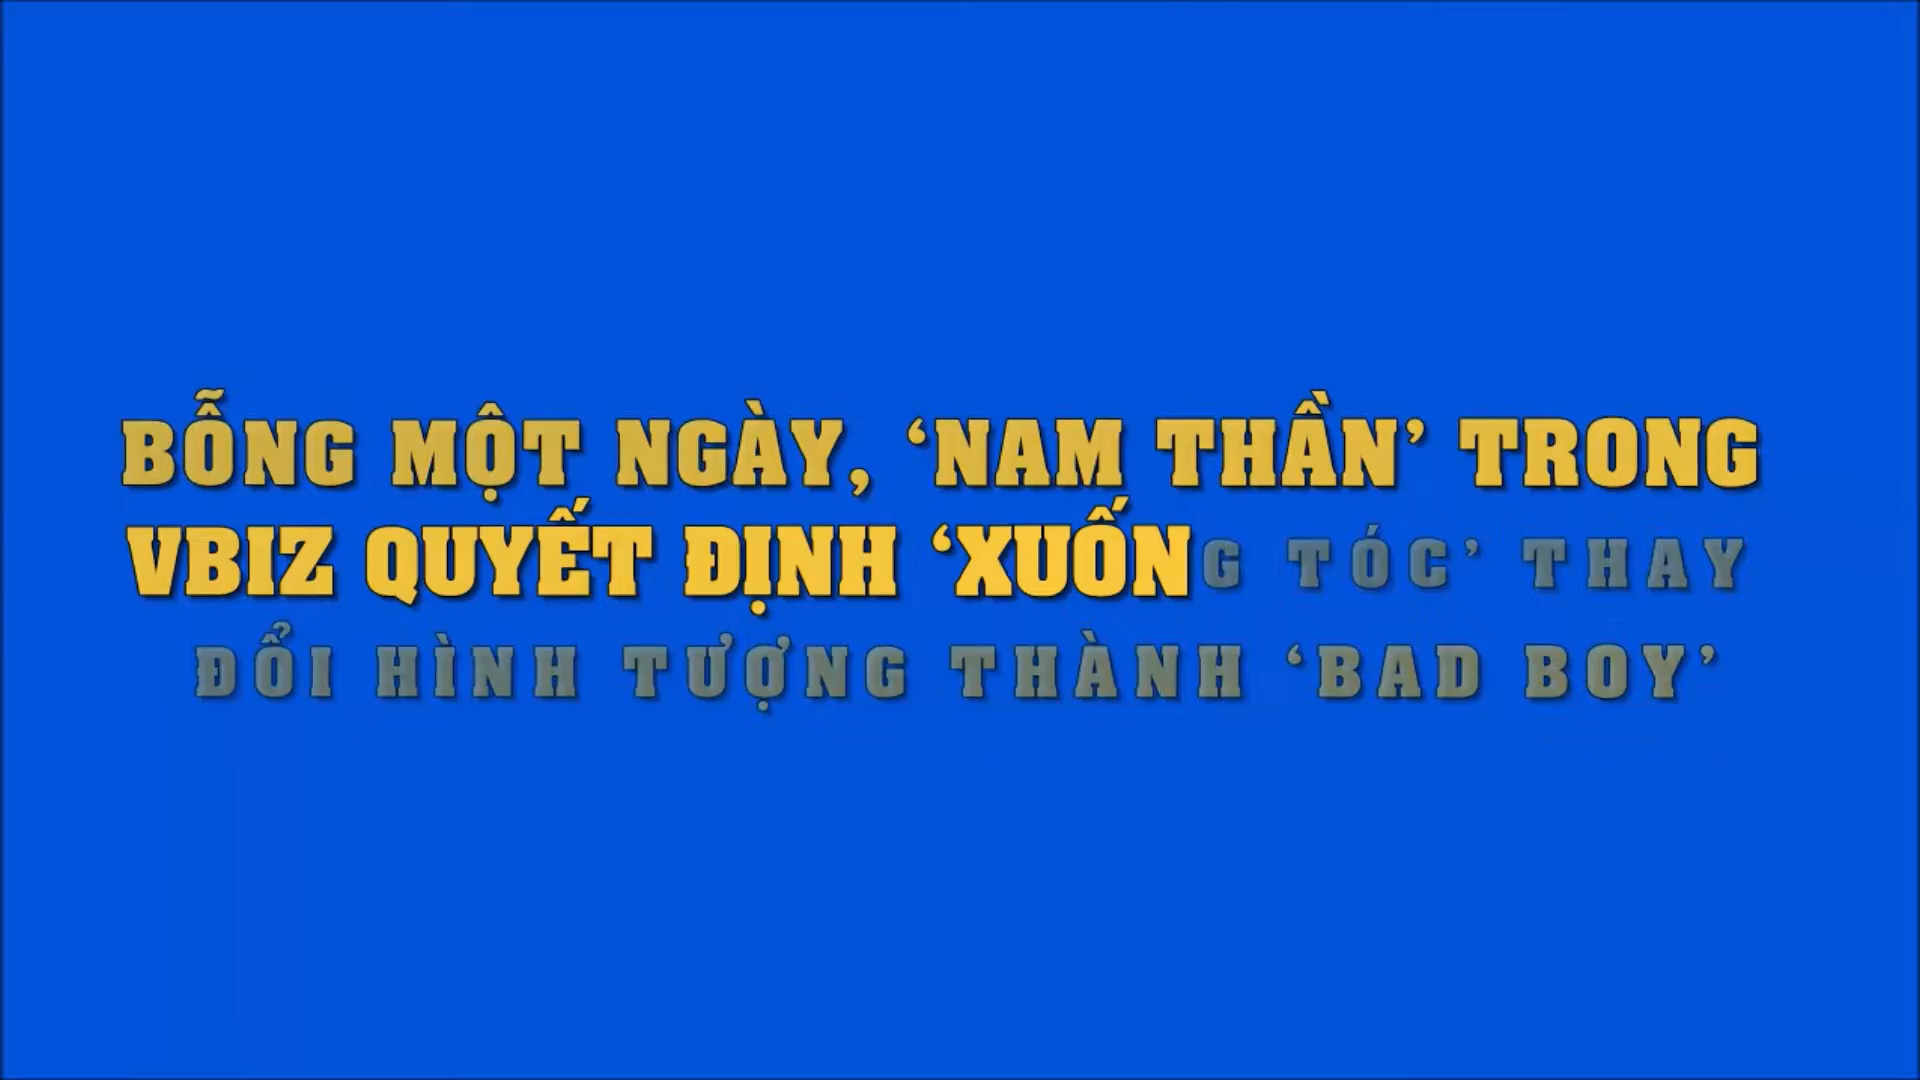 BỖNG MỘT NGÀY, ‘NAM THẦN’ TRONG
VBIZ QUYẾT ĐỊNH ‘XUỐNG TÓC’ THAY
ĐỔI HÌNH TƯỢNG THÀNH ‘BAD BOY’